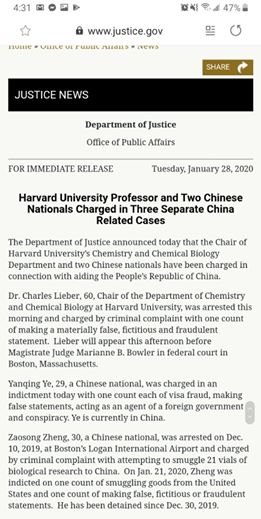 4:31
47%
www.justice.gov
Home » Office of Public Affairs » News
SHARE
JUSTICE NEWS
Department of Justice
Office of Public Affairs
FOR IMMEDIATE RELEASE Tuesday, January 28, 2020
Harvard University Professor and Two Chinese
Nationals Charged in Three Separate China
Related Cases
The Department of Justice announced today that the Chair of
Harvard University's Chemistry and Chemical Biology
Department and two Chinese nationals have been charged in
connection with aiding the People's Republic of China.
Dr. Charles Lieber, 60, Chair of the Department of Chemistry
and Chemical Biology at Harvard University, was arrested this
morning and charged by criminal complaint with one count
of making a materially false, fictitious and fraudulent
statement. Lieber will appear this afternoon before
Magistrate Judge Marianne B. Bowler in federal court in
Boston, Massachusetts.
Yanqing Ye, 29, a Chinese national, was charged in an
indictment today with one count each of visa fraud, making
false statements, acting as an agent of a foreign government
and conspiracy. Ye is currently in China.
Zaosong Zheng, 30, a Chinese national, was arrested on Dec.
10, 2019, at Boston's Logan International Airport and charged
by criminal complaint with attempting to smuggle 21 vials of
biological research to China. On Jan. 21, 2020, Zheng was
indicted on one count of smuggling goods from the United
States and one count of making false, fictitious or fraudulent
statements. He has been detained since Dec. 30, 2019.